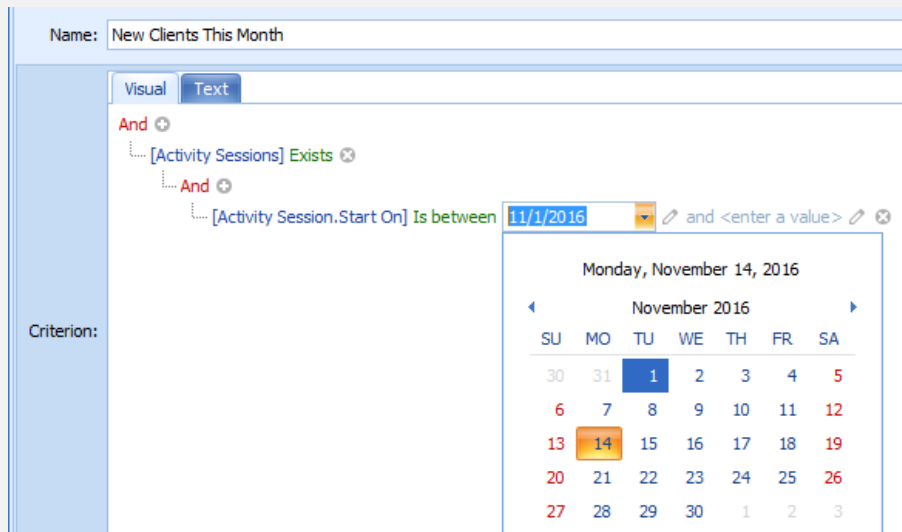 Name: New Clients This Month
Visual Text
And
[Activity Sessions] Exists
And
[Activity Session.Start On] Is between 11/1/2016 and <enter a value>
Monday, November 14, 2016
November 2016
Criterion:
SU MO TU WE TH FR SA
30 31 1 2 3 4 5
6 7 8 9 10 11 12
13 14 15 16 17 18 19
20 21 22 23 24 25 26
27 28 29 30 1 2 3